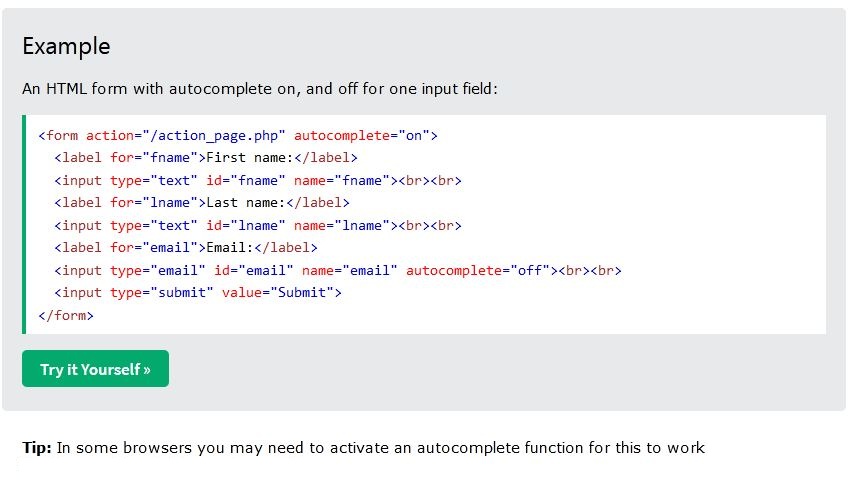 Example
An HTML form with autocomplete on, and off for one input field:
<form action="/action_page.php" autocomplete="on">
  <label for="fname">First name:</label>
  <input type="text" id="fname" name="fname"><br><br>
  <label for="lname">Last name:</label>
  <input type="text" id="lname" name="lname"><br><br>
  <label for="email">Email:</label>
  <input type="email" id="email" name="email" autocomplete="off"><br><br>
  <input type="submit" value="Submit">
</form>
Try it Yourself »
Tip: In some browsers you may need to activate an autocomplete function for this to work